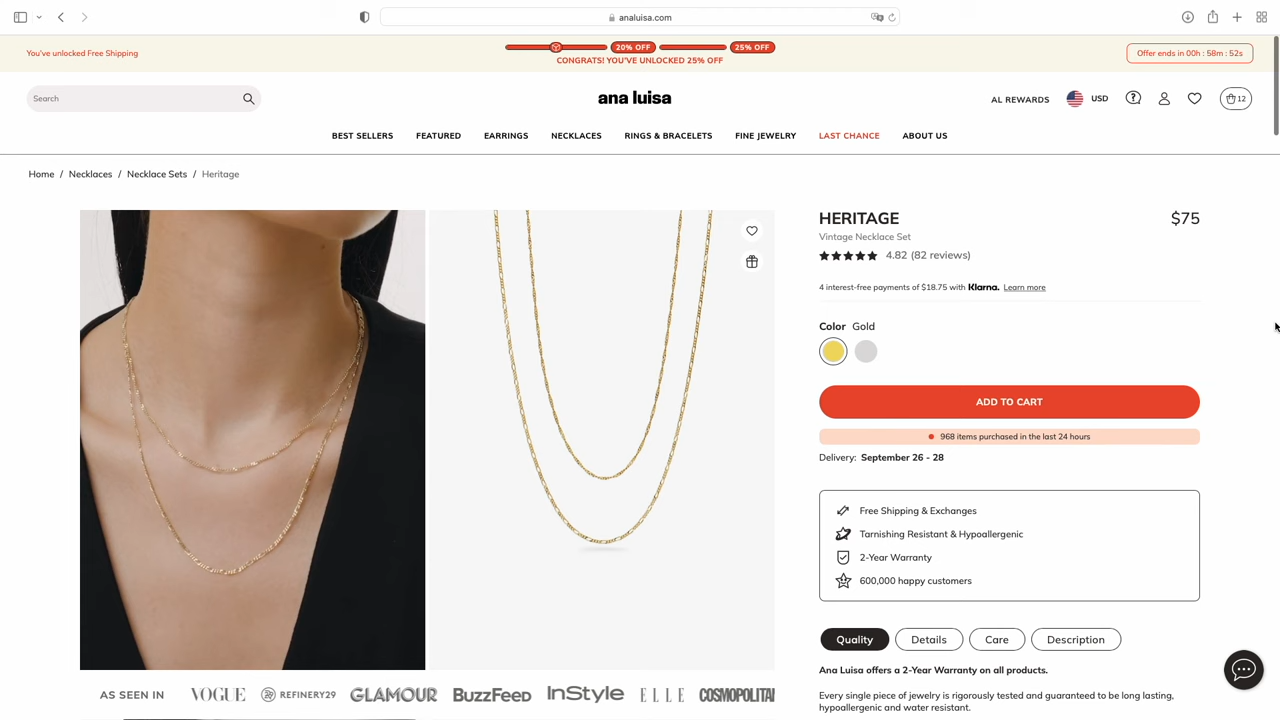 analuisa.com
You've unlocked Free Shipping
20% OFF
25% OFF
CONGRATS! YOU'VE UNLOCKED 25% OFF
Offer ends in 00h : 58m : 52s
Search
ana luisa
AL REWARDS
USD
12
BEST SELLERS FEATURED EARRINGS NECKLACES RINGS & BRACELETS FINE JEWELRY LAST CHANCE ABOUT US
Home / Necklaces / Necklace Sets / Heritage
HERITAGE $75
Vintage Necklace Set
4.82 (82 reviews)
4 interest-free payments of $18.75 with Klarna. Learn more
Color Gold
ADD TO CART
968 items purchased in the last 24 hours
Delivery: September 26 - 28
Free Shipping & Exchanges
Tarnishing Resistant & Hypoallergenic
2-Year Warranty
600,000 happy customers
Quality Details Care Description
Ana Luisa offers a 2-Year Warranty on all products.
Every single piece of jewelry is rigorously tested and guaranteed to be long lasting,
hypoallergenic and water resistant.
AS SEEN IN VOGUE REFINERY29 GLAMOUR BuzzFeed InStyle ELLE COSMOPOLITAN